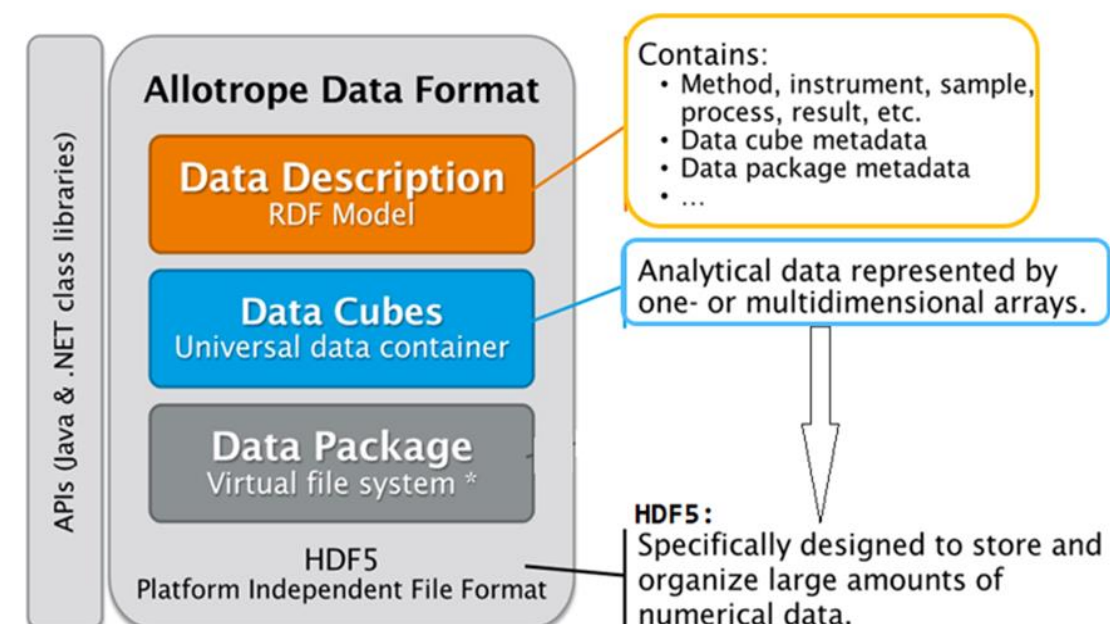 APIs (Java & .NET class libraries)
Allotrope Data Format
Data Description
RDF Model
Data Cubes
Universal data container
Data Package
Virtual file system *
HDF5
Platform Independent File Format
Contains:
• Method, instrument, sample,
process, result, etc.
• Data cube metadata
• Data package metadata
• ...
Analytical data represented by
one- or multidimensional arrays.
HDF5:
Specifically designed to store and
organize large amounts of
numerical data.